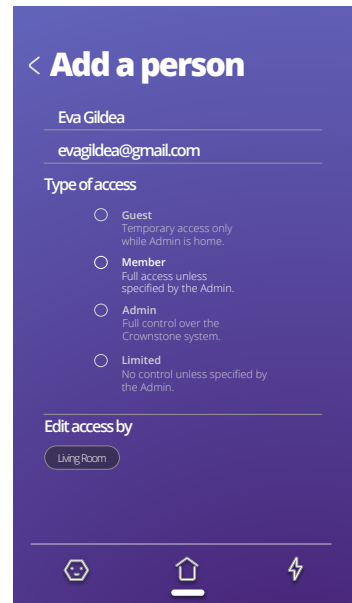 Add a person
Eva Gildea
evagildea@gmail.com
Type of access
Guest
Temporary access only
while Admin is home.
Member
Full access unless
specified by the Admin.
Admin
Full control over the
Crownstone system.
Limited
No control unless specified by
the Admin.
Edit access by
Living Room